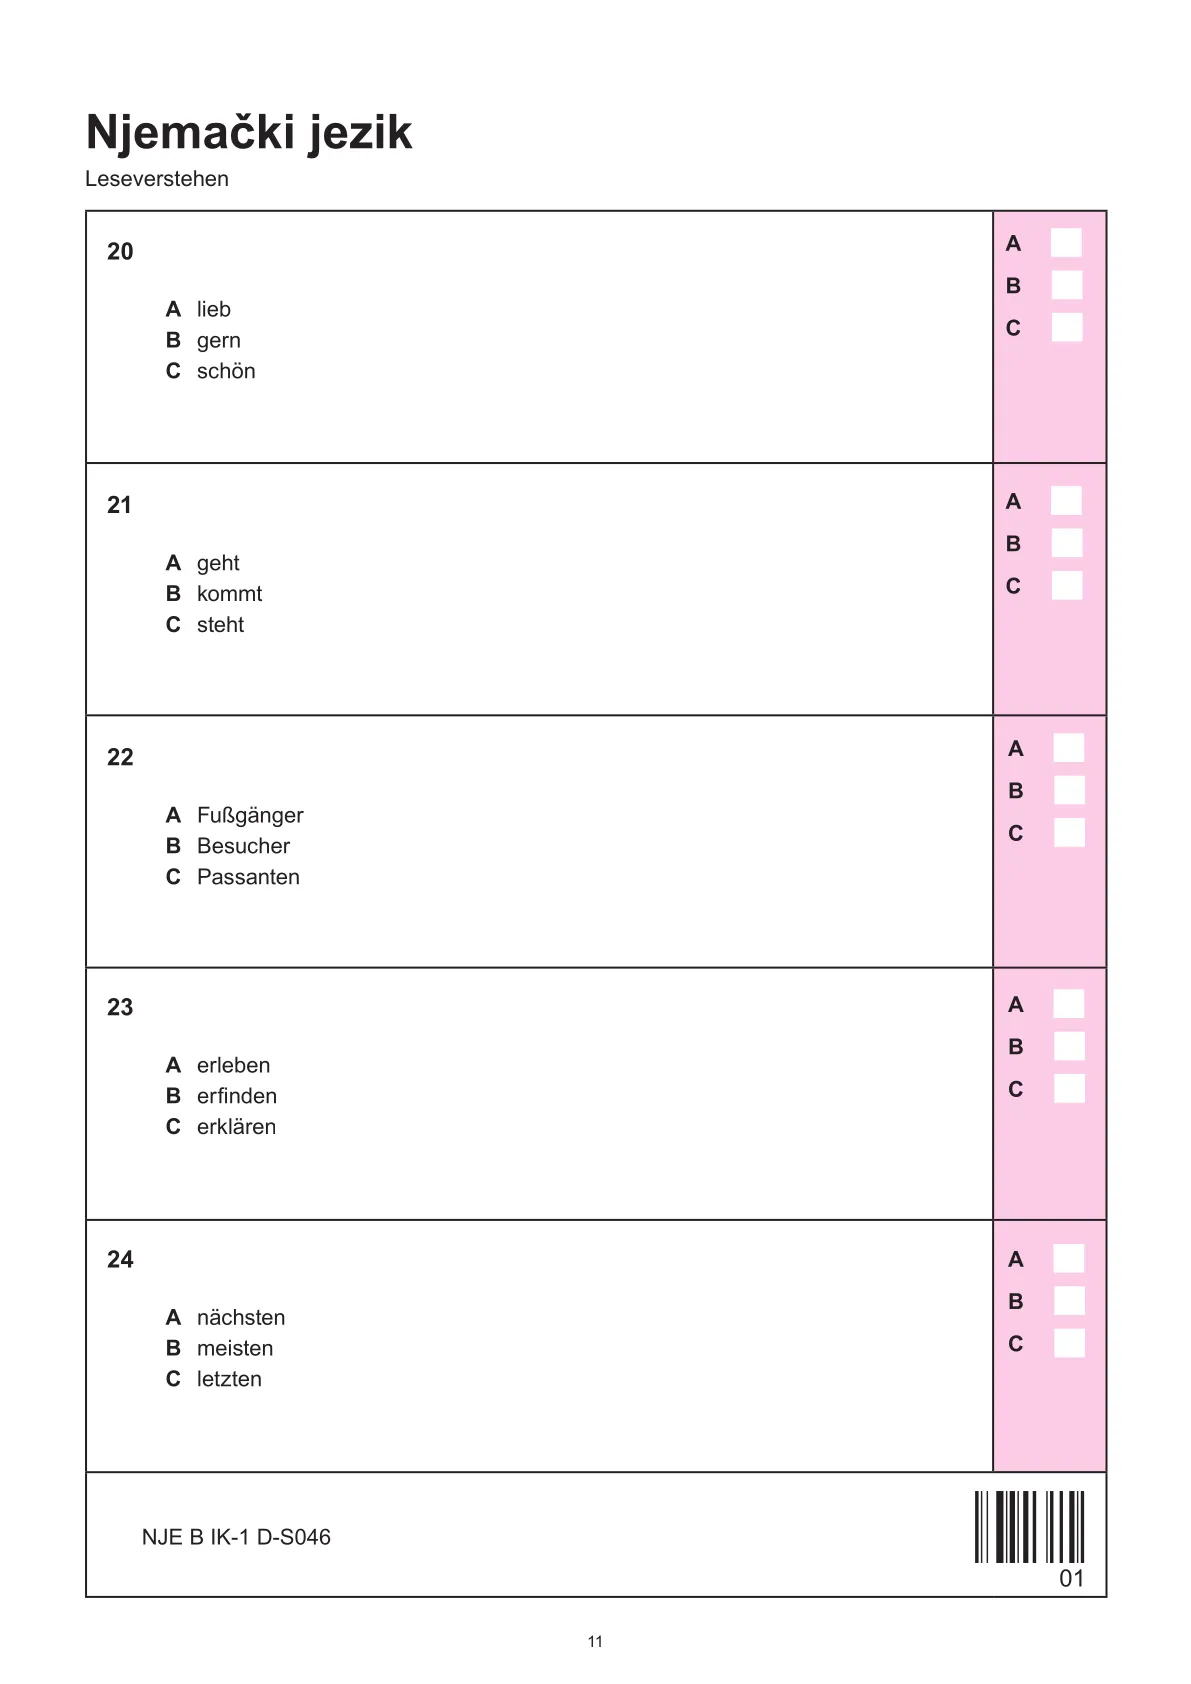 Njemački jezik
Leseverstehen
20
A lieb
B gern
C schön
A
B
C
21
A geht
B kommt
C steht
A
B
C
22
A Fußgänger
B Besucher
C Passanten
A
B
C
23
A erleben
B erfinden
C erklären
A
B
C
24
A nächsten
B meisten
C letzten
A
B
C
NJE B IK-1 D-S046
01
11